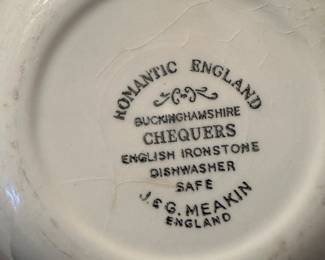 ROMANTIC ENGLAND
BUCKINGHAMSHIRE
CHEQUERS
ENGLISH IRONSTONE
DISHWASHER
SAFE
J. & G. MEAKIN
ENGLAND